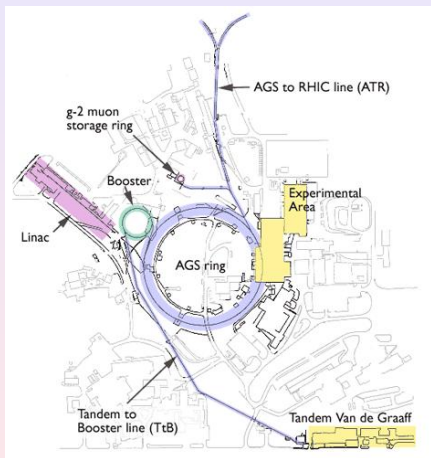 AGS to RHIC line (ATR)
g-2 muon
storage ring
Booster
Experimental
Area
Linac
AGS ring
Tandem to
Booster line (TtB)
Tandem Van de Graaff